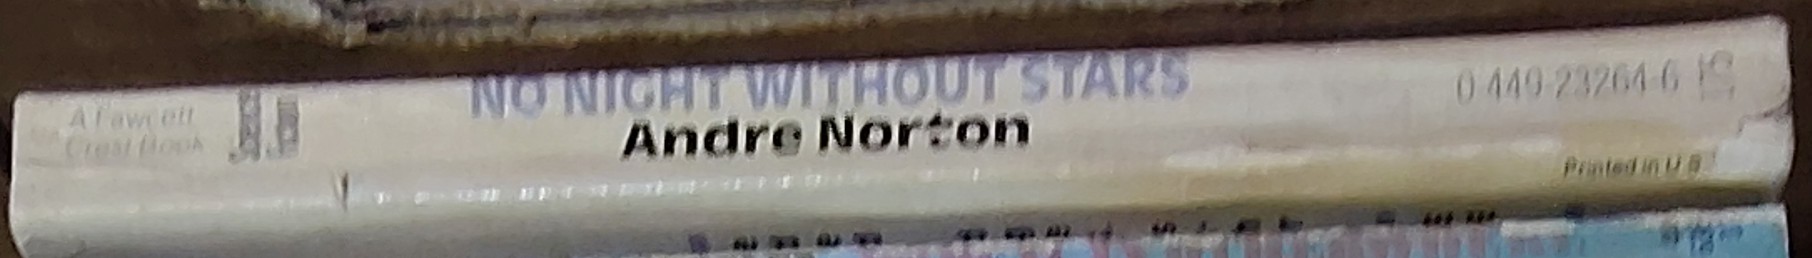 A Fawcett
Crest Book
NO NIGHT WITHOUT STARS
Andre Norton
0-449-23264-6
Printed in U.S.